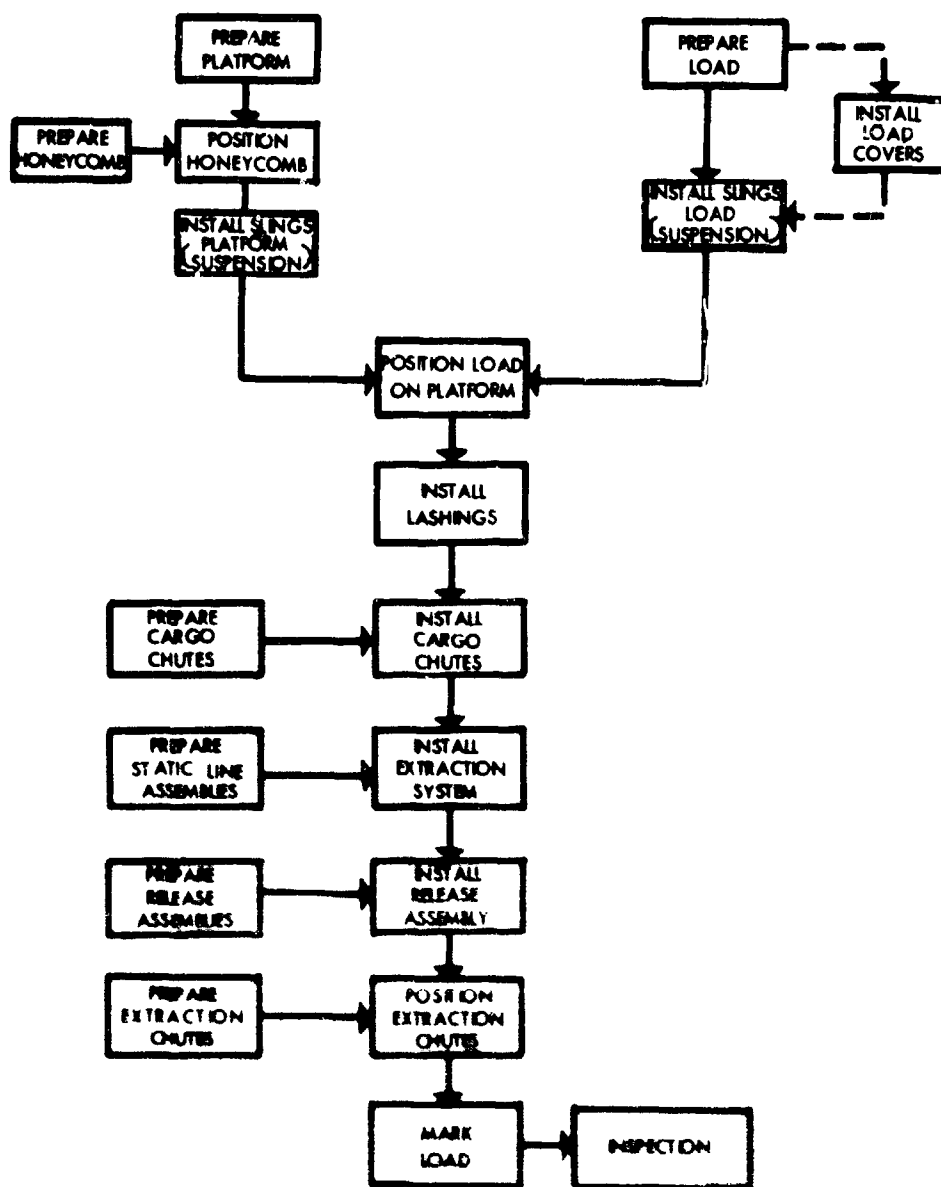 PREPARE
PLATFORM
PREPARE
LOAD
INSTALL
LOAD
COVERS
PREPARE
HONEYCOMB
POSITION
HONEYCOMB
INSTALL SLINGS
PLATFORM
(SUSPENSION)
INSTALL SLINGS
LOAD
(SUSPENSION)
POSITION LOAD
ON PLATFORM
INSTALL
LASHINGS
PREPARE
CARGO
CHUTES
INSTALL
CARGO
CHUTES
PREPARE
STATIC LINE
ASSEMBLIES
INSTALL
EXTRACTION
SYSTEM
PREPARE
RELEASE
ASSEMBLIES
INSTALL
RELEASE
ASSEMBLY
PREPARE
EXTRACTION
CHUTES
POSITION
EXTRACTION
CHUTES
MARK
LOAD
INSPECTION